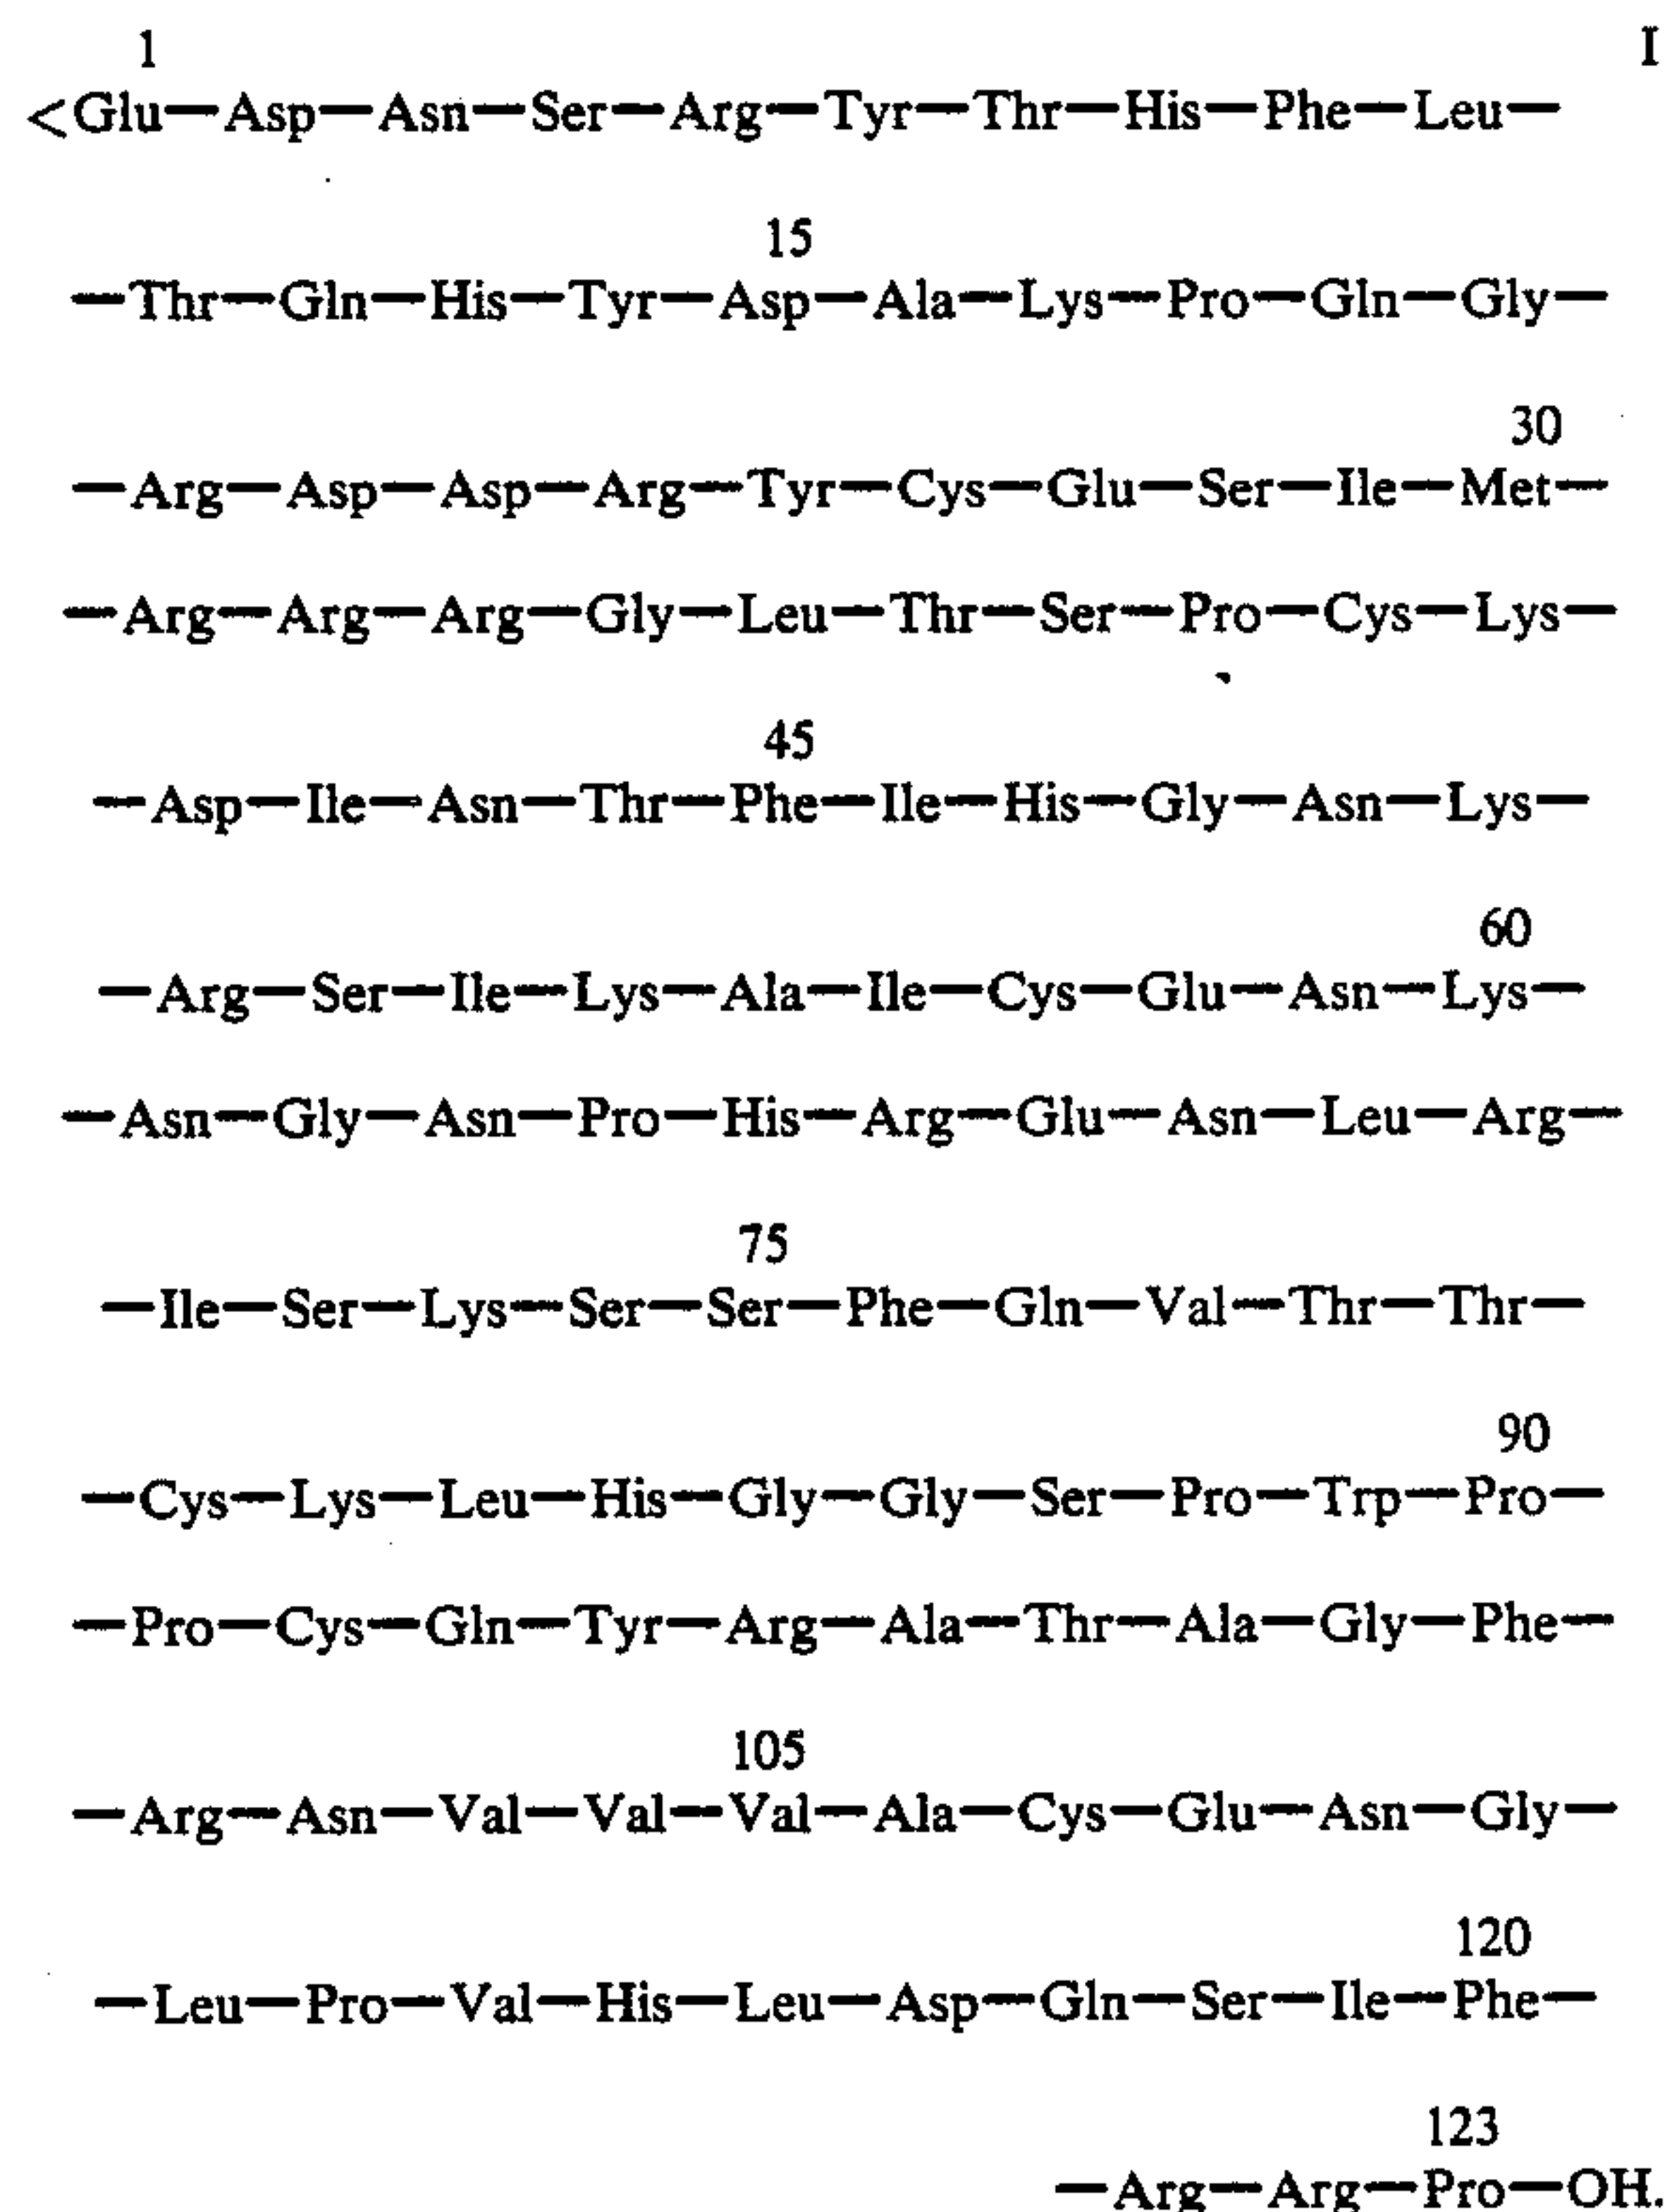 1 I
<Glu—Asp—Asn—Ser—Arg—Tyr—Thr—His—Phe—Leu—
15
—Thr—Gln—His—Tyr—Asp—Ala—Lys—Pro—Gln—Gly—
30
—Arg—Asp—Asp—Arg—Tyr—Cys—Glu—Ser—Ile—Met—
—Arg—Arg—Arg—Gly—Leu—Thr—Ser—Pro—Cys—Lys—
45
—Asp—Ile—Asn—Thr—Phe—Ile—His—Gly—Asn—Lys—
60
—Arg—Ser—Ile—Lys—Ala—Ile—Cys—Glu—Asn—Lys—
—Asn—Gly—Asn—Pro—His—Arg—Glu—Asn—Leu—Arg—
75
—Ile—Ser—Lys—Ser—Ser—Phe—Gln—Val—Thr—Thr—
90
—Cys—Lys—Leu—His—Gly—Gly—Ser—Pro—Trp—Pro—
—Pro—Cys—Gln—Tyr—Arg—Ala—Thr—Ala—Gly—Phe—
105
—Arg—Asn—Val—Val—Val—Ala—Cys—Glu—Asn—Gly—
120
—Leu—Pro—Val—His—Leu—Asp—Gln—Ser—Ile—Phe—
123
—Arg—Arg—Pro—OH.